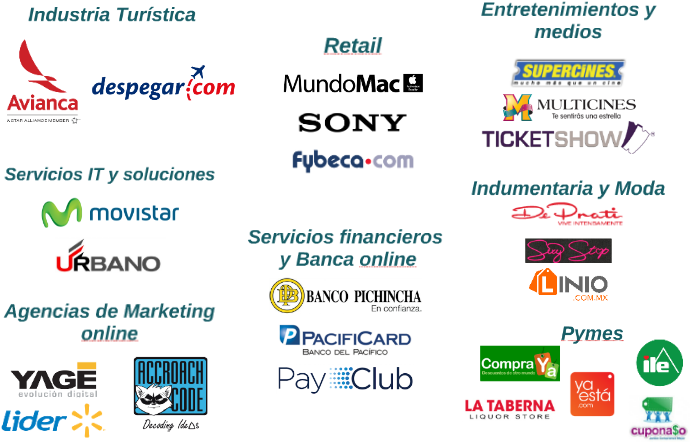 Industria Turística
Avianca
A STAR ALLIANCE MEMBER
despegar.com
Servicios IT y soluciones
movistar
URBANO
Agencias de Marketing
online
YAGÉ
evolución digital
ACCROACH
CODE
Decoding Ideas
lider
Retail
MundoMac
SONY
Fybeca.com
Servicios financieros
y Banca online
BANCO PICHINCHA
En confianza.
PACIFICARD
BANCO DEL PACÍFICO
PayClub
Entretenimientos y
medios
SUPERCINES
mucho más que un cine
MULTICINES
Te sentirás una estrella
TICKETSHOW
Indumentaria y Moda
De Prati
VIVE INTENSAMENTE
LINIO
.COM.MX
Pymes
Compra Ya
LA TABERNA
LIQUOR STORE
ya
está
.com
ile
cupona$o